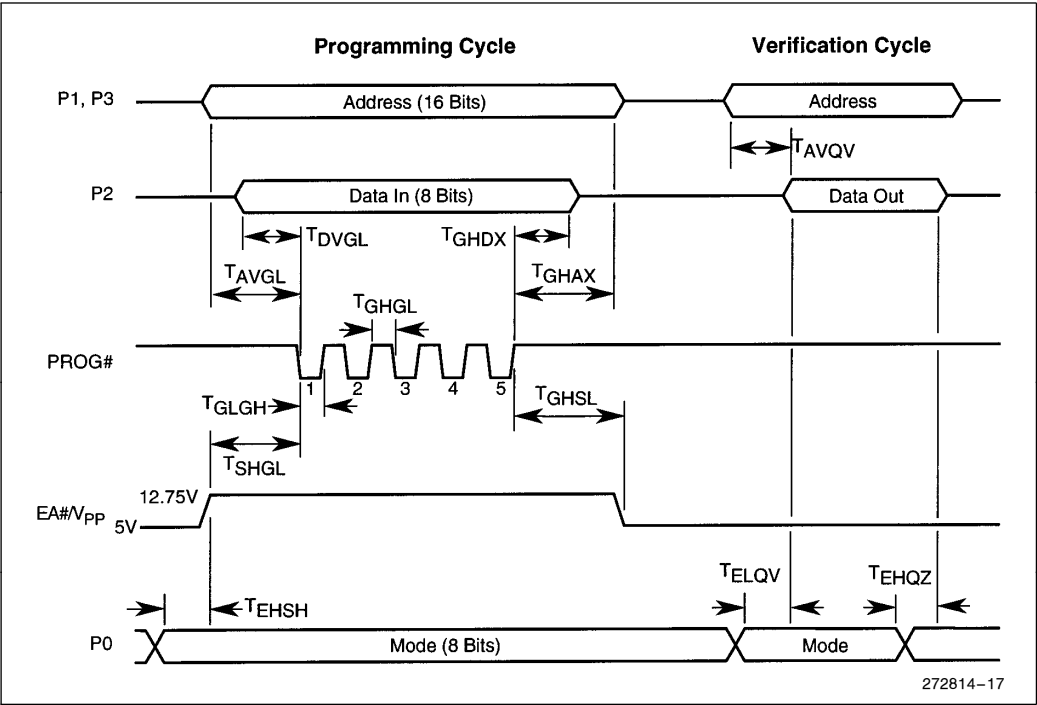 Programming Cycle Verification Cycle
P1, P3 Address (16 Bits) Address
TAVQV
P2 Data In (8 Bits) Data Out
TDVGL TGHDX
TAVGL TGHAX
TGHGL
PROG#
1 2 3 4 5
TGLGH TGHSL
TSHGL
12.75V
EA#/VPP 5V
TELQV TEHQZ
TEHSH
P0 Mode (8 Bits) Mode
272814-17